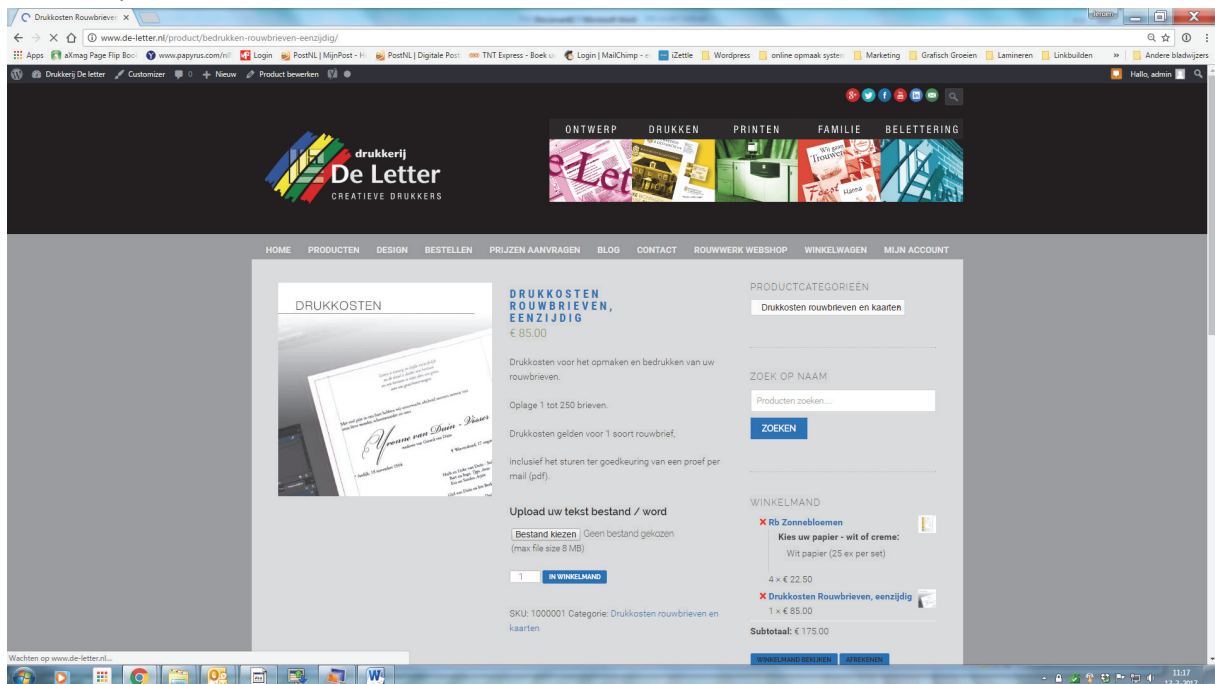 Drukkosten Rouwbrieven
Jeroen
www.de-letter.nl/product/bedrukken-rouwbrieven-eenzijdig/
Apps aXmag Page Flip Boo www.papyrus.com/nl Login PostNL | MijnPost - H PostNL | Digitale Post TNT Express - Boek u Login | MailChimp - e iZettle Wordpress online opmaak system Marketing Grafisch Groeien Lamineren Linkbuilden » Andere bladwijzers
Drukkerij De letter Customizer 0 + Nieuw Product bewerken Hallo, admin
drukkerij
De Letter
CREATIEVE DRUKKERS
ONTWERP DRUKKEN PRINTEN FAMILIE BELETTERING
HOME PRODUCTEN DESIGN BESTELLEN PRIJZEN AANVRAGEN BLOG CONTACT ROUWWERK WEBSHOP WINKELWAGEN MIJN ACCOUNT
DRUKKOSTEN
Yvonne van Duin - Visser
DRUKKOSTEN
ROUWBRIEVEN,
EENZIJDIG
€ 85.00
Drukkosten voor het opmaken en bedrukken van uw
rouwbrieven.
Oplage 1 tot 250 brieven.
Drukkosten gelden voor 1 soort rouwbrief,
inclusief het sturen ter goedkeuring van een proef per
mail (pdf).
Upload uw tekst bestand / word
Bestand kiezen Geen bestand gekozen
(max file size 8 MB)
1 IN WINKELMAND
SKU: 1000001 Categorie: Drukkosten rouwbrieven en
kaarten
PRODUCTCATEGORIEËN
Drukkosten rouwbrieven en kaarten
ZOEK OP NAAM
Producten zoeken…
ZOEKEN
WINKELMAND
Rb Zonnebloemen
Kies uw papier - wit of creme:
Wit papier (25 ex per set)
4 × € 22.50
Drukkosten Rouwbrieven, eenzijdig
1 × € 85.00
Subtotaal: € 175.00
WINKELMAND BEKIJKEN AFREKENEN
Wachten op www.de-letter.nl...
11:17